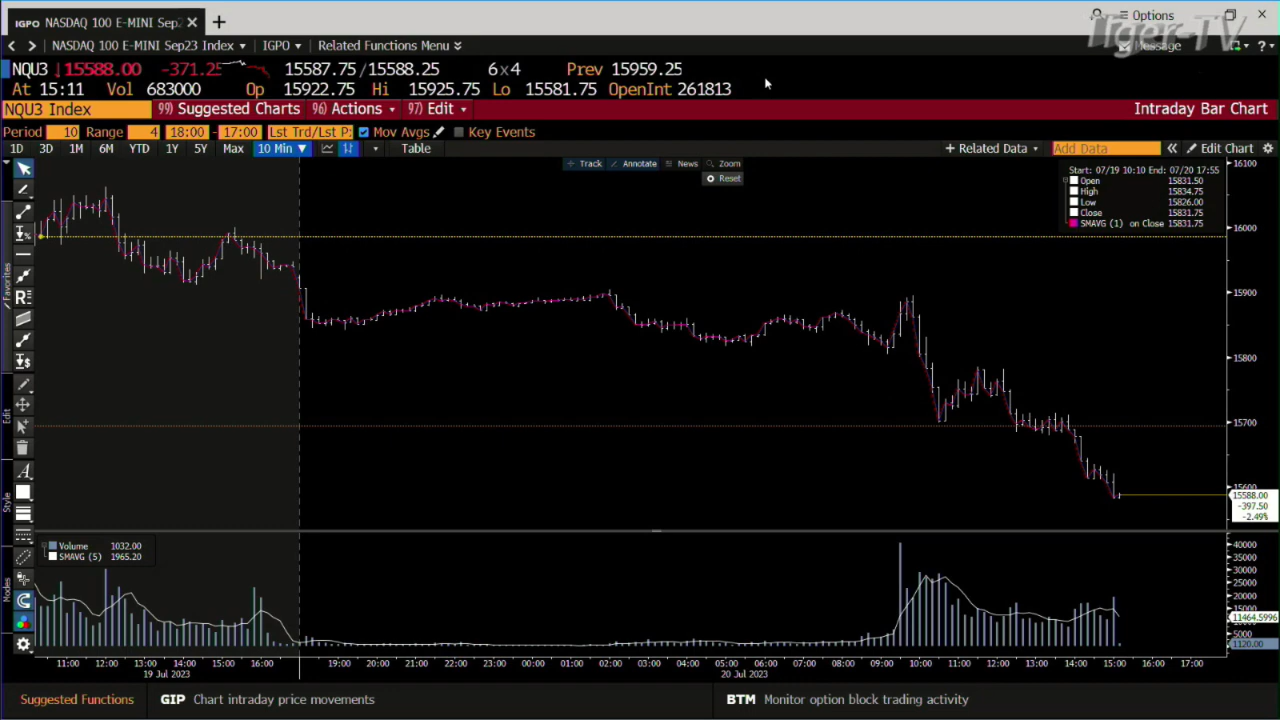 IGPO NASDAQ 100 E-MINI Sep
Options
Tiger-TV
NASDAQ 100 E-MINI Sep23 Index IGPO Related Functions Menu Message
NQU3 ↓15588.00 -371.25 15587.75/15588.25 6x4 Prev 15959.25
At 15:11 Vol 683000 Op 15922.75 Hi 15925.75 Lo 15581.75 OpenInt 261813
NQU3 Index 99) Suggested Charts 96) Actions 97) Edit Intraday Bar Chart
Period 10 Range 4 18:00 - 17:00 Lst Trd/Lst P: Mov Avgs Key Events
1D 3D 1M 6M YTD 1Y 5Y Max 10 Min Table + Related Data Add Data Edit Chart
Track Annotate News Zoom
Reset
Start: 07/19 10:10 End: 07/20 17:55
Open 15831.50
High 15834.75
Low 15826.00
Close 15831.75
SMAVG (1) on Close 15831.75
16100
16000
15900
15800
15700
15600
15588.00
-397.50
-2.49%
Favorites
Edit
Style
Modes
Volume 1032.00
SMAVG (5) 1965.20
40000
35000
30000
25000
20000
15000
11464.5996
5000
1120.00
11:00 12:00 13:00 14:00 15:00 16:00 19:00 20:00 21:00 22:00 23:00 00:00 01:00 02:00 03:00 04:00 05:00 06:00 07:00 08:00 09:00 10:00 11:00 12:00 13:00 14:00 15:00 16:00 17:00
19 Jul 2023 20 Jul 2023
Suggested Functions GIP Chart intraday price movements BTM Monitor option block trading activity